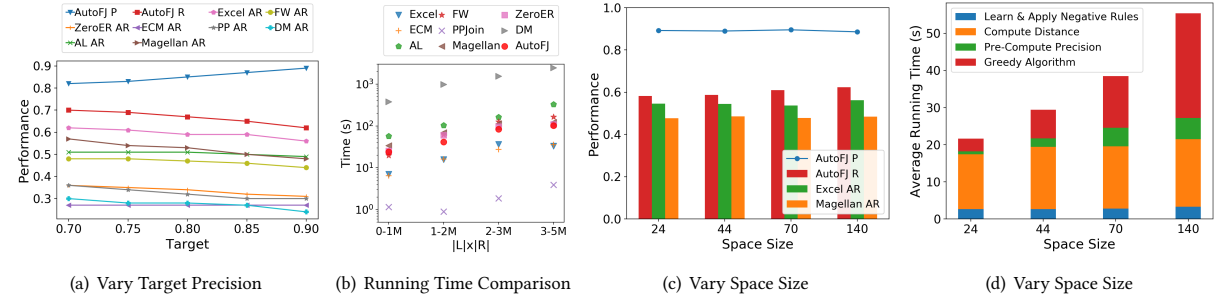 AutoFJ P AutoFJ R Excel AR FW AR
ZeroER AR ECM AR PP AR DM AR
AL AR Magellan AR
0.9
0.8
0.7
0.6
0.5
0.4
0.3
Performance
0.70 0.75 0.80 0.85 0.90
Target
(a) Vary Target Precision
Excel FW ZeroER
ECM PPJoin DM
AL Magellan AutoFJ
10³
10²
10¹
10⁰
Time (s)
0-1M 1-2M 2-3M 3-5M
|L|x|R|
(b) Running Time Comparison
1.0
0.8
0.6
0.4
0.2
0.0
Performance
AutoFJ P
AutoFJ R
Excel AR
Magellan AR
24 44 70 140
Space Size
(c) Vary Space Size
50
40
30
20
10
0
Average Running Time (s)
Learn & Apply Negative Rules
Compute Distance
Pre-Compute Precision
Greedy Algorithm
24 44 70 140
Space Size
(d) Vary Space Size